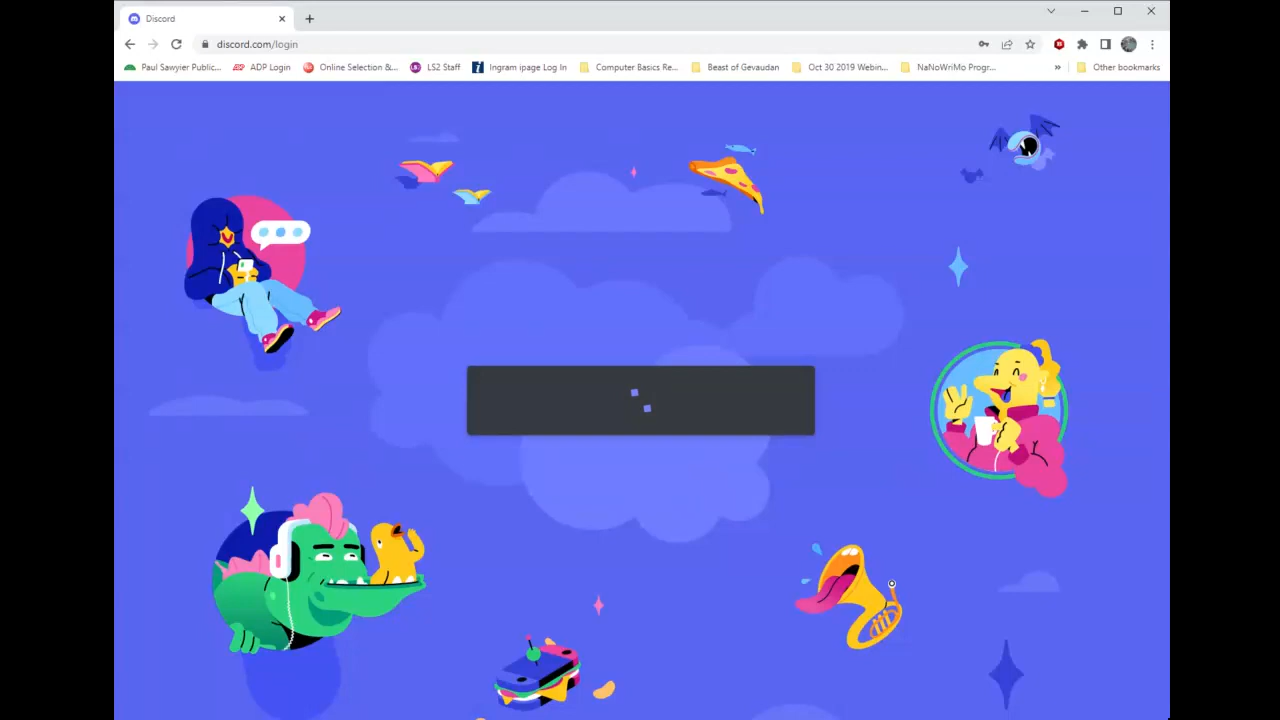 Discord
discord.com/login
Paul Sawyier Public... ADP Login Online Selection &... LS2 Staff Ingram ipage Log In Computer Basics Re... Beast of Gevaudan Oct 30 2019 Webin... NaNoWriMo Progr... » Other bookmarks